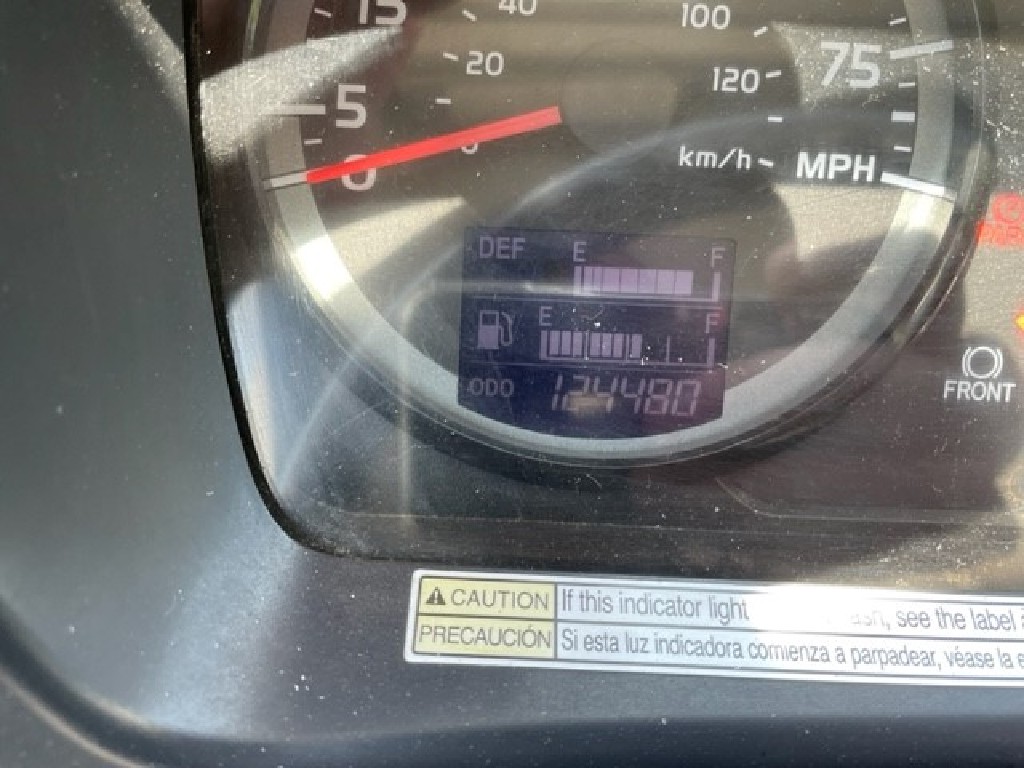 15
40
100
20
75
5
120
0
0
km/h
MPH
DEF E F
E F
ODO 124480
FRONT
CAUTION If this indicator light see the label
PRECAUCIÓN Si esta luz indicadora comienza a parpadear, véase la